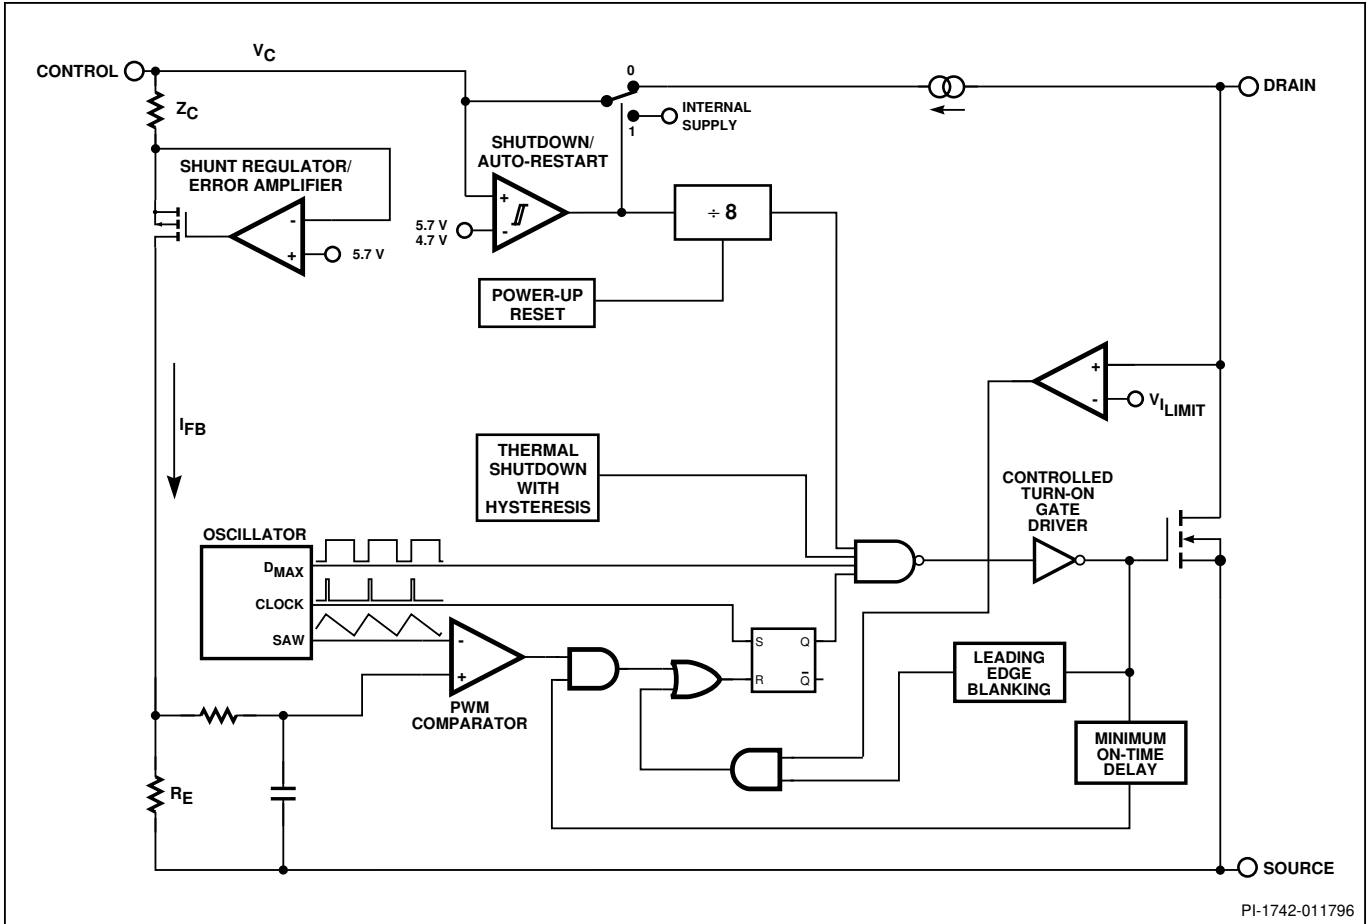 V_C
CONTROL
Z_C
0
1
INTERNAL
SUPPLY
DRAIN
SHUNT REGULATOR/
ERROR AMPLIFIER
-
+
5.7 V
SHUTDOWN/
AUTO-RESTART
+
-
5.7 V
4.7 V
÷ 8
POWER-UP
RESET
+
-
V_I_LIMIT
I_FB
THERMAL
SHUTDOWN
WITH
HYSTERESIS
CONTROLLED
TURN-ON
GATE
DRIVER
OSCILLATOR
D_MAX
CLOCK
SAW
-
+
PWM
COMPARATOR
S
Q
R
Q̅
LEADING
EDGE
BLANKING
MINIMUM
ON-TIME
DELAY
R_E
SOURCE
PI-1742-011796